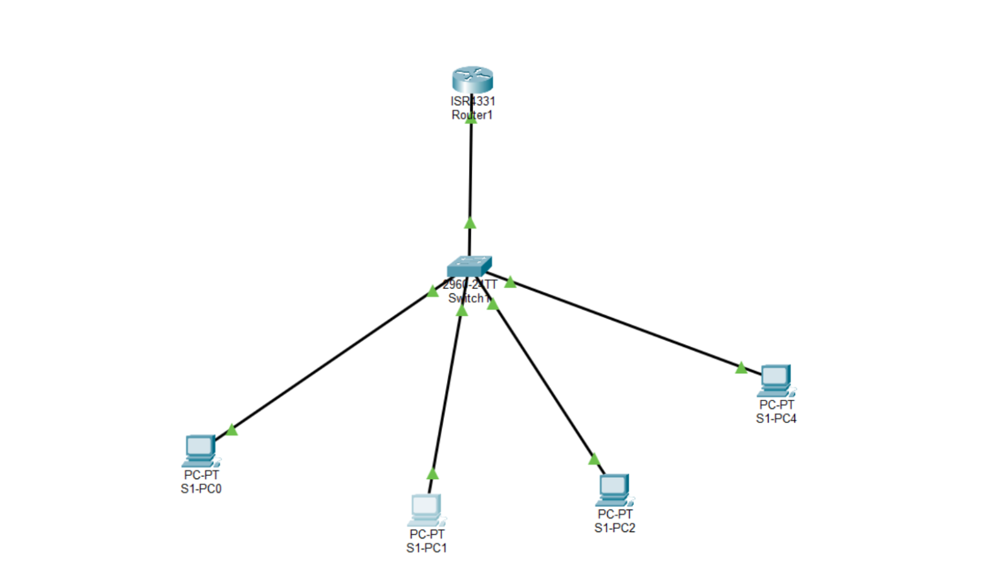 ISR4331
Router1
2960-24TT
Switch1
PC-PT
S1-PC4
PC-PT
S1-PC0
PC-PT
S1-PC2
PC-PT
S1-PC1